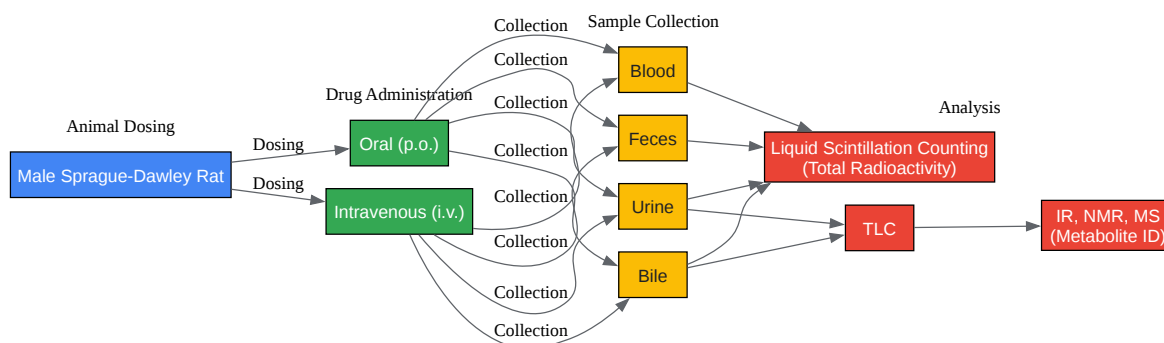 Animal Dosing
Male Sprague-Dawley Rat
Dosing
Dosing
Drug Administration
Oral (p.o.)
Intravenous (i.v.)
Collection
Collection
Collection
Collection
Collection
Collection
Collection
Collection
Sample Collection
Blood
Feces
Urine
Bile
Analysis
Liquid Scintillation Counting
(Total Radioactivity)
TLC
IR, NMR, MS
(Metabolite ID)